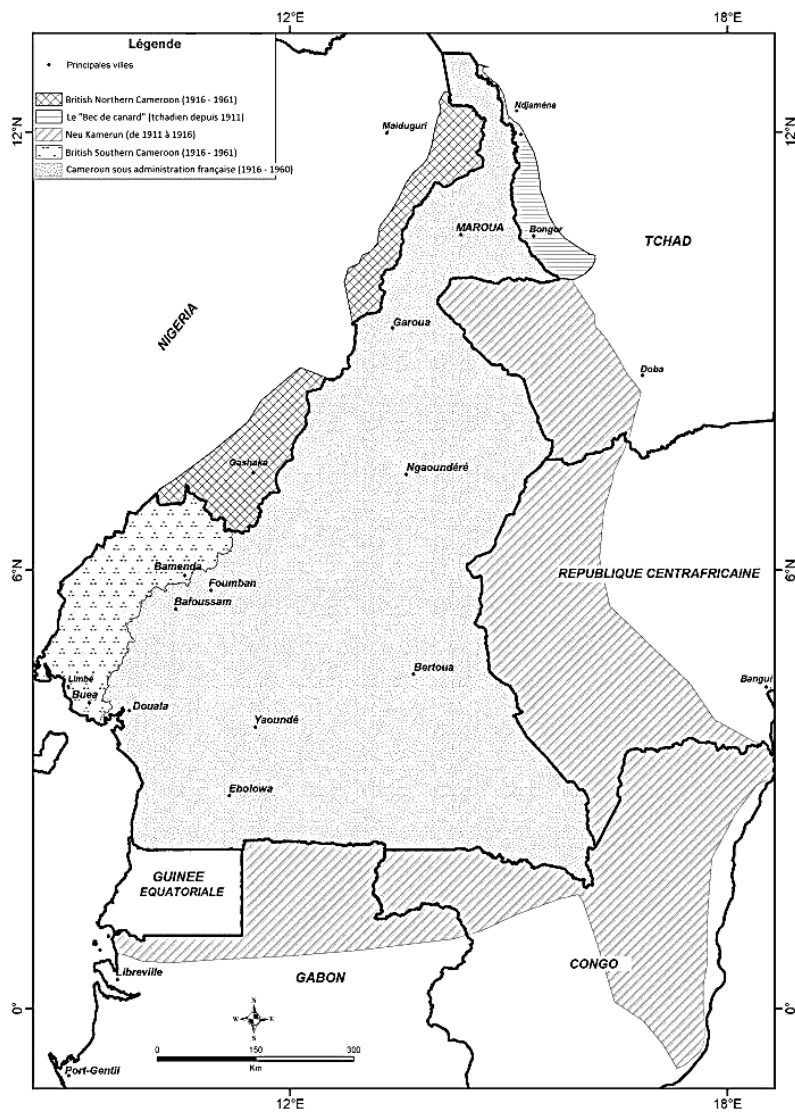 12°E
18°E
Légende
Principales villes
British Northern Cameroon (1916 - 1961)
Le "Bec de canard" (tchadien depuis 1911)
Neu Kamerun (de 1911 à 1916)
British Southern Cameroon (1916 - 1961)
Cameroun sous administration française (1916 - 1960)
12°N
12°N
Ndjaména
Maiduguri
MAROUA
Bongor
TCHAD
NIGERIA
Garoua
Doba
Gashaka
Ngaoundéré
6°N
6°N
Bamenda
Foumban
REPUBLIQUE CENTRAFRICAINE
Bafoussam
Limbé
Buea
Bertoua
Bangui
Douala
Yaoundé
Ebolowa
GUINEE
EQUATORIALE
Libreville
GABON
CONGO
0°
0°
N
W E
S
0 150 300
Km
Port-Gentil
12°E
18°E